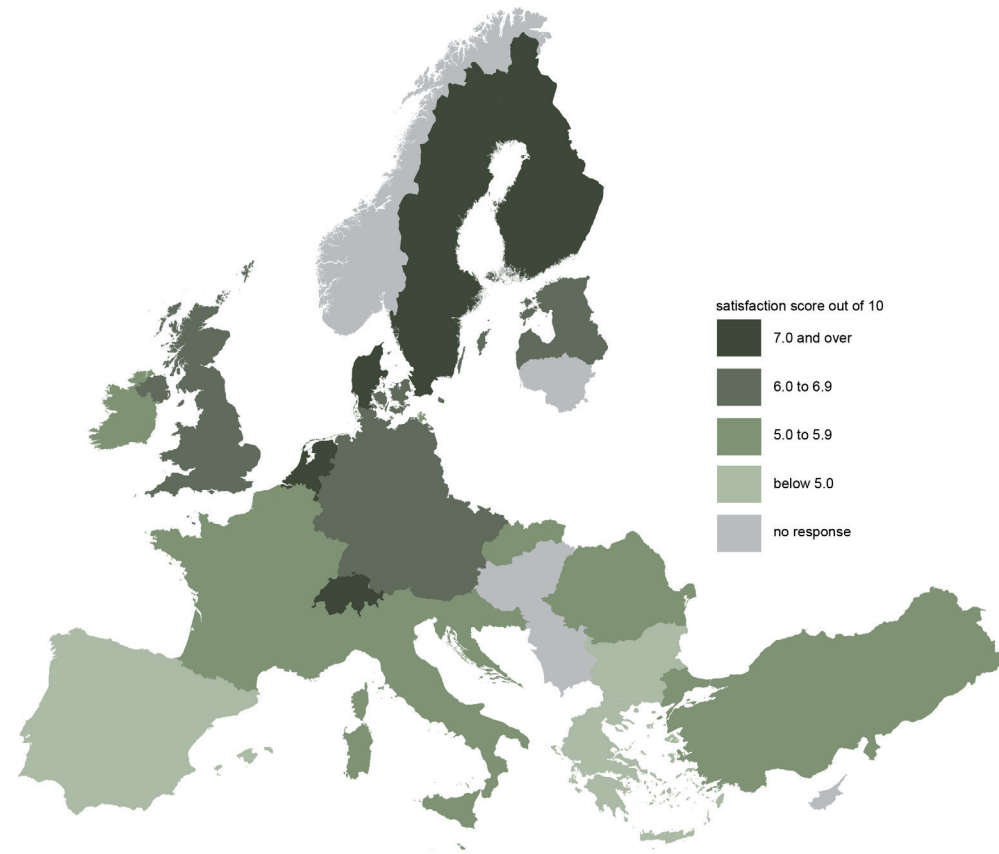 satisfaction score out of 10
7.0 and over
6.0 to 6.9
5.0 to 5.9
below 5.0
no response